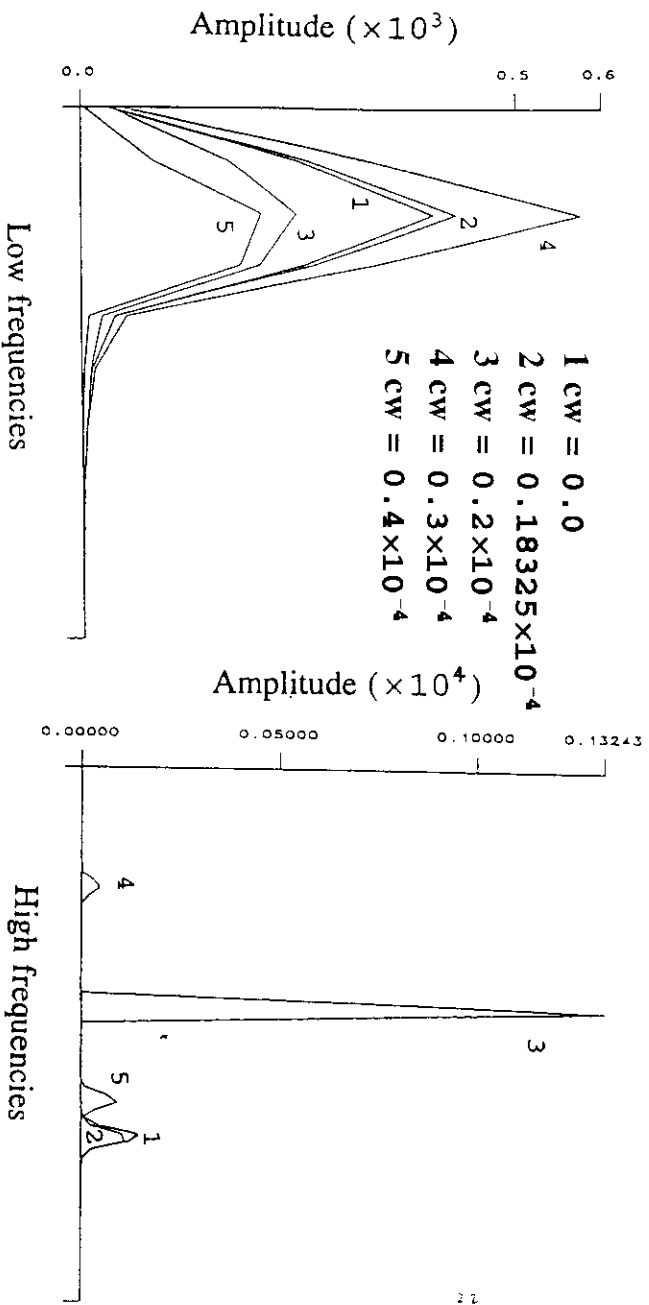 Amplitude (×10³)
0.0
0.5
0.6
1
2
3
4
5
1 cw = 0.0
2 cw = 0.18325×10⁻⁴
3 cw = 0.2×10⁻⁴
4 cw = 0.3×10⁻⁴
5 cw = 0.4×10⁻⁴
Low frequencies
Amplitude (×10⁴)
0.00000
0.05000
0.10000
0.13243
4
3
5
1
2
High frequencies